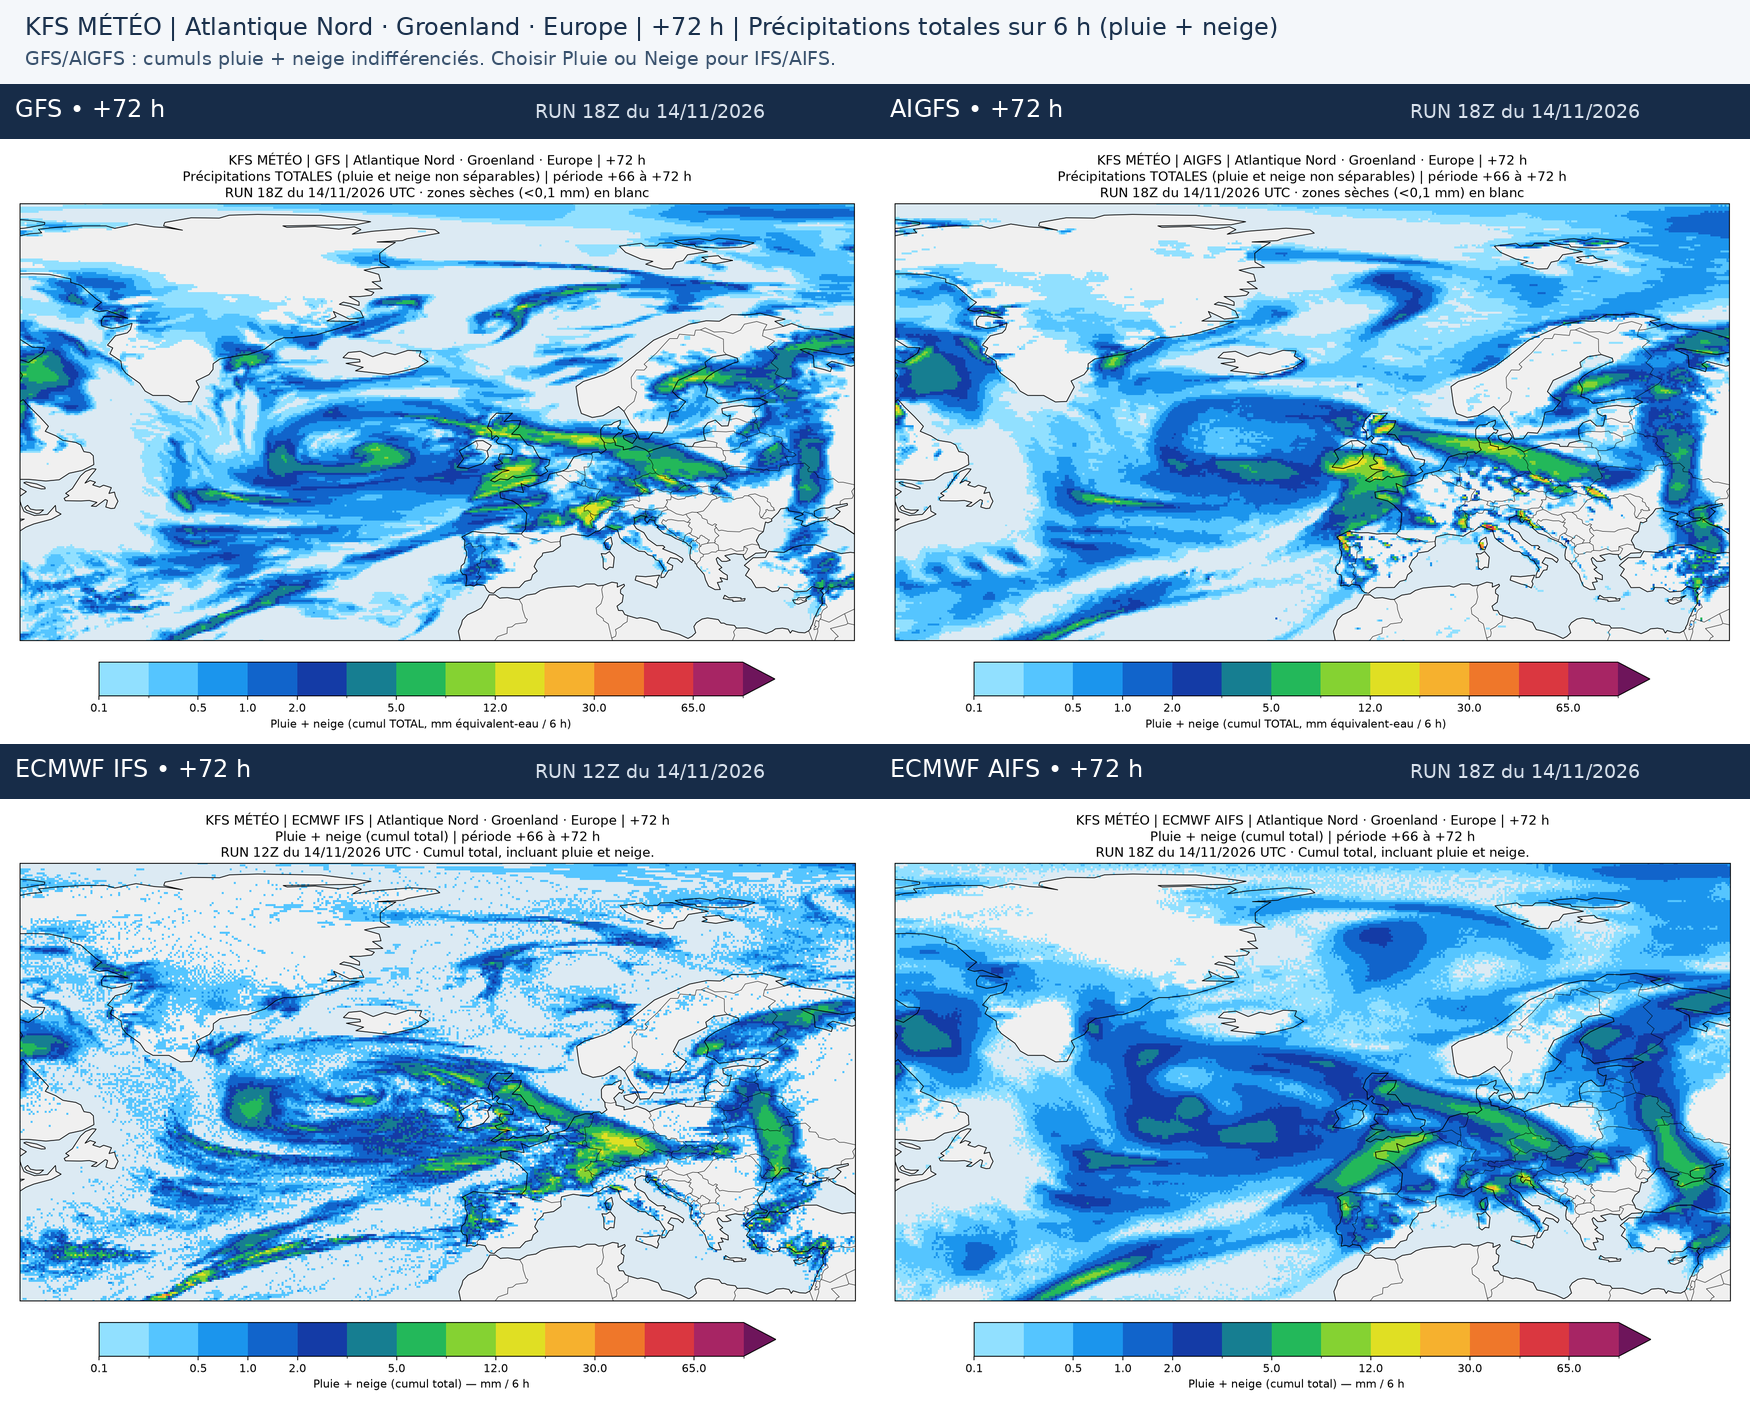 KFS MÉTÉO | Atlantique Nord · Groenland · Europe | +72 h | Précipitations totales sur 6 h (pluie + neige)
GFS/AIGFS : cumuls pluie + neige indifférenciés. Choisir Pluie ou Neige pour IFS/AIFS.
GFS • +72 h RUN 18Z du 14/11/2026
AIGFS • +72 h RUN 18Z du 14/11/2026
KFS MÉTÉO | GFS | Atlantique Nord · Groenland · Europe | +72 h
Précipitations TOTALES (pluie et neige non séparables) | période +66 à +72 h
RUN 18Z du 14/11/2026 UTC · zones sèches (<0,1 mm) en blanc
0.1 0.5 1.0 2.0 5.0 12.0 30.0 65.0
Pluie + neige (cumul TOTAL, mm équivalent-eau / 6 h)
KFS MÉTÉO | AIGFS | Atlantique Nord · Groenland · Europe | +72 h
Précipitations TOTALES (pluie et neige non séparables) | période +66 à +72 h
RUN 18Z du 14/11/2026 UTC · zones sèches (<0,1 mm) en blanc
0.1 0.5 1.0 2.0 5.0 12.0 30.0 65.0
Pluie + neige (cumul TOTAL, mm équivalent-eau / 6 h)
ECMWF IFS • +72 h RUN 12Z du 14/11/2026
ECMWF AIFS • +72 h RUN 18Z du 14/11/2026
KFS MÉTÉO | ECMWF IFS | Atlantique Nord · Groenland · Europe | +72 h
Pluie + neige (cumul total) | période +66 à +72 h
RUN 12Z du 14/11/2026 UTC · Cumul total, incluant pluie et neige.
0.1 0.5 1.0 2.0 5.0 12.0 30.0 65.0
Pluie + neige (cumul total) — mm / 6 h
KFS MÉTÉO | ECMWF AIFS | Atlantique Nord · Groenland · Europe | +72 h
Pluie + neige (cumul total) | période +66 à +72 h
RUN 18Z du 14/11/2026 UTC · Cumul total, incluant pluie et neige.
0.1 0.5 1.0 2.0 5.0 12.0 30.0 65.0
Pluie + neige (cumul total) — mm / 6 h